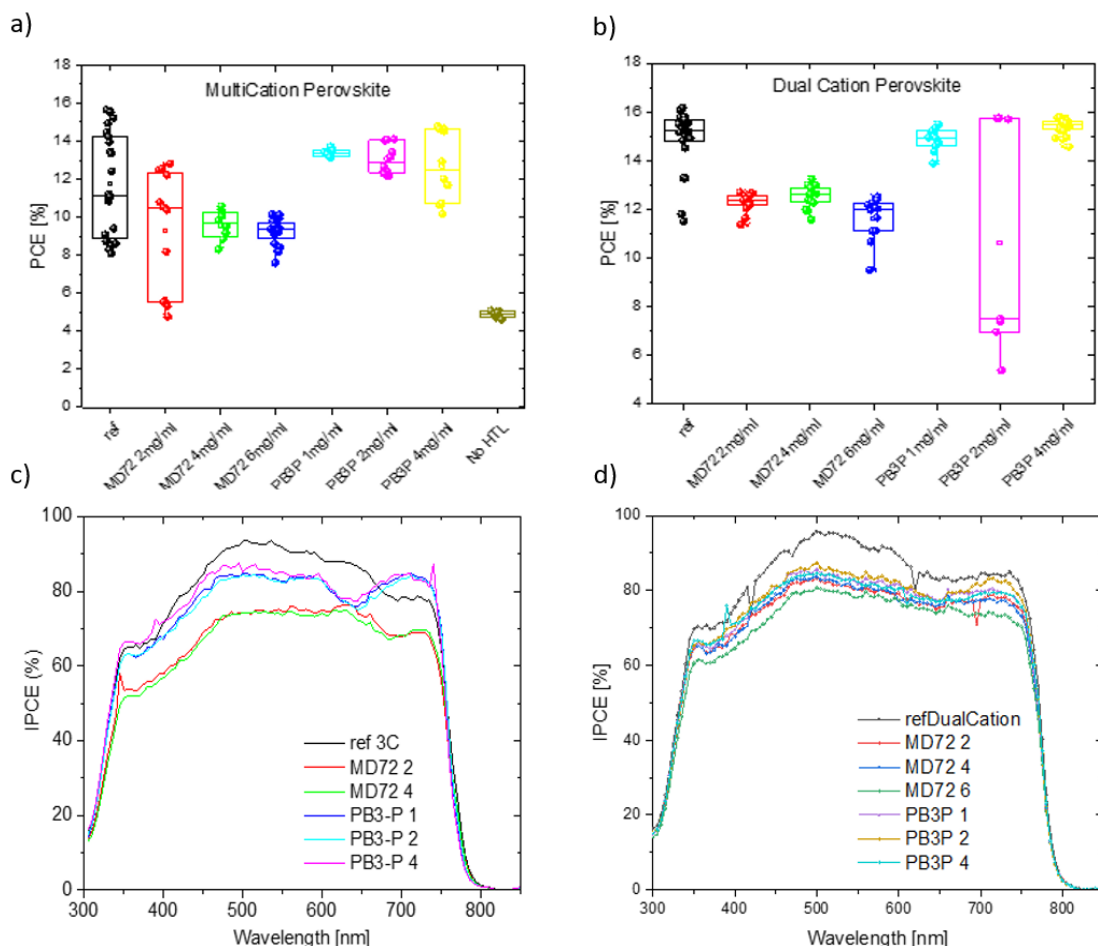 a)
18
16
14
12
10
8
6
4
2
0
PCE [%]
MultiCation Perovskite
ref
MD72 2mg/ml
MD72 4mg/ml
MD72 6mg/ml
PB3P 1mg/ml
PB3P 2mg/ml
PB3P 4mg/ml
No HTL
b)
18
16
14
12
10
8
6
4
PCE [%]
Dual Cation Perovskite
ref
MD72 2mg/ml
MD72 4mg/ml
MD72 6mg/ml
PB3P 1mg/ml
PB3P 2mg/ml
PB3P 4mg/ml
c)
100
80
60
40
20
0
IPCE (%)
ref 3C
MD72 2
MD72 4
PB3-P 1
PB3-P 2
PB3-P 4
300 400 500 600 700 800
Wavelength [nm]
d)
100
80
60
40
20
0
IPCE [%]
refDualCation
MD72 2
MD72 4
MD72 6
PB3P 1
PB3P 2
PB3P 4
300 400 500 600 700 800
Wavelength [nm]